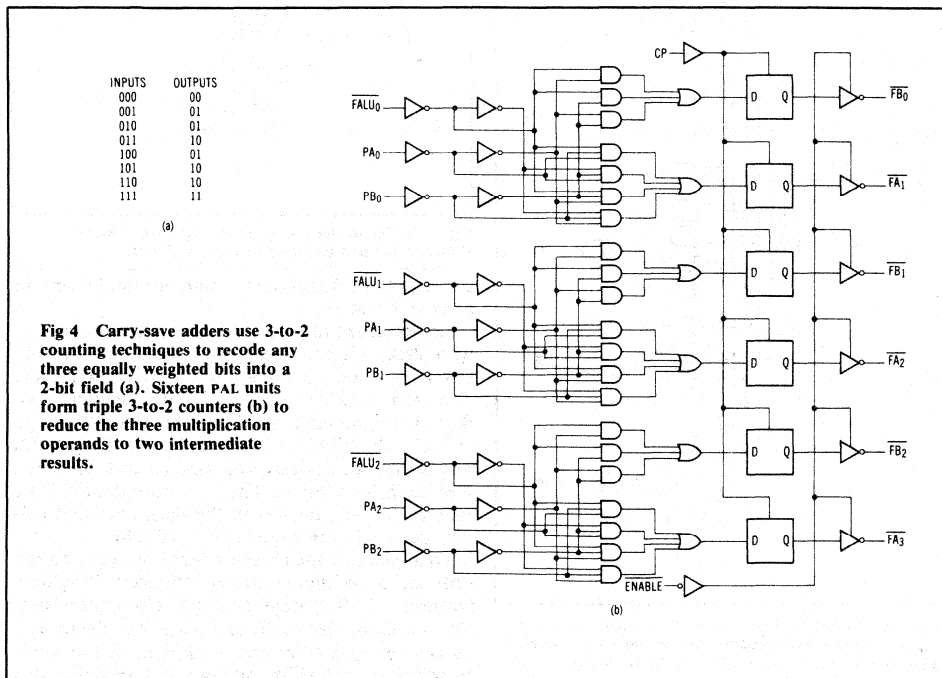 INPUTS OUTPUTS
000 00
001 01
010 01
011 10
100 01
101 10
110 10
111 11
(a)
Fig 4 Carry-save adders use 3-to-2
counting techniques to recode any
three equally weighted bits into a
2-bit field (a). Sixteen PAL units
form triple 3-to-2 counters (b) to
reduce the three multiplication
operands to two intermediate
results.
CP
FALU0
PA0
PB0
D Q
FB0
D Q
FA1
FALU1
PA1
PB1
D Q
FB1
D Q
FA2
FALU2
PA2
PB2
D Q
FB2
D Q
FA3
ENABLE
(b)